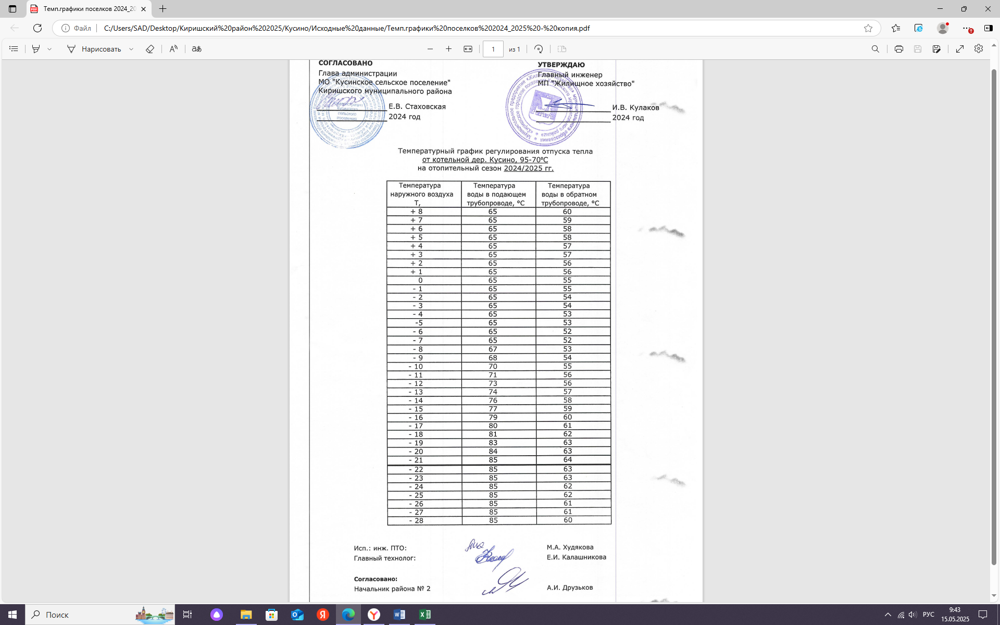 Темп.графики поселков 2024_20
Файл
C:/Users/SAD/Desktop/Киришский%20район%202025/Кусино/Исходные%20данные/Темп.графики%20поселков%202024_2025%20-%20копия.pdf
Нарисовать
1 из 1
СОГЛАСОВАНО
Глава администрации
МО "Кусинское сельское поселение"
Киришского муниципального района
Е.В. Стаховская
2024 год
УТВЕРЖДАЮ
Главный инженер
МП "Жилищное хозяйство"
И.В. Кулаков
2024 год
Температурный график регулирования отпуска тепла
от котельной дер. Кусино, 95-70⁰С
на отопительный сезон 2024/2025 гг.
Температура наружного воздуха Т, Температура воды в подающем трубопроводе, °С Температура воды в обратном трубопроводе, °С
+ 8 65 60
+ 7 65 59
+ 6 65 58
+ 5 65 58
+ 4 65 57
+ 3 65 57
+ 2 65 56
+ 1 65 56
0 65 55
- 1 65 55
- 2 65 54
- 3 65 54
- 4 65 53
-5 65 53
- 6 65 52
- 7 65 52
- 8 67 53
- 9 68 54
- 10 70 55
- 11 71 56
- 12 73 56
- 13 74 57
- 14 76 58
- 15 77 59
- 16 79 60
- 17 80 61
- 18 81 62
- 19 83 63
- 20 84 63
- 21 85 64
- 22 85 63
- 23 85 63
- 24 85 62
- 25 85 62
- 26 85 61
- 27 85 61
- 28 85 60
Исп.: инж. ПТО: М.А. Худякова
Главный технолог: Е.И. Калашникова
Согласовано:
Начальник района № 2 А.И. Друзьков
Поиск
РУС
9:43
15.05.2025